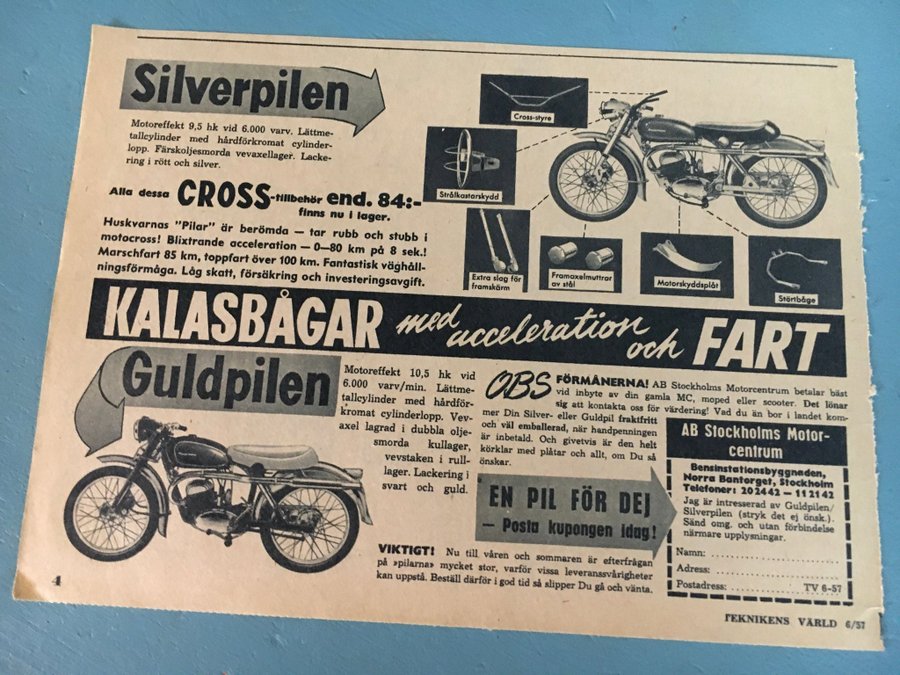 Silverpilen
Motoreffekt 9,5 hk vid 6.000 varv. Lättme-
tallcylinder med hårdförkromat cylinder-
lopp. Färskoljesmorda vevaxellager. Lacke-
ring i rött och silver.
Alla dessa CROSS-tillbehör end. 84:-
finns nu i lager.
Huskvarnas "Pilar" är berömda — tar rubb och stubb i
motocross! Blixtrande acceleration — 0—80 km på 8 sek.!
Marschfart 85 km, toppfart över 100 km. Fantastisk väghåll-
ningsförmåga. Låg skatt, försäkring och investeringsavgift.
Cross-styre
Strålkastarskydd
Extra slag för
framskärm
Framaxelmuttrar
av stål
Motorskyddsplåt
Störtbåge
KALASBÅGAR med acceleration och FART
Guldpilen
Motoreffekt 10,5 hk vid
6.000 varv/min. Lättme-
tallcylinder med hårdför-
kromat cylinderlopp. Vev-
axel lagrad i dubbla olje-
smorda kullager,
vevstaken i rull-
lager. Lackering i
svart och guld.
OBS FÖRMÅNERNA! AB Stockholms Motorcentrum betalar bäst
vid inbyte av din gamla MC, moped eller scooter. Det lönar
sig att kontakta oss för värdering! Vad du än bor i landet kom-
mer Din Silver- eller Guldpil fraktfritt
och väl emballerad, när handpenningen
är inbetald. Och givetvis är den helt
körklar med plåtar och allt, om Du så
önskar.
EN PIL FÖR DEJ
— Posta kupongen idag!
VIKTIGT! Nu till våren och sommaren är efterfrågan
på »pilarna» mycket stor, varför vissa leveranssvårigheter
kan uppstå. Beställ därför i god tid så slipper Du gå och vänta.
AB Stockholms Motor-
centrum
Bensinstationsbyggnaden,
Norra Bantorget, Stockholm
Telefoner: 202442 — 112142
Jag är intresserad av Guldpilen/
Silverpilen (stryk det ej önsk.).
Sänd omg. och utan förbindelse
närmare upplysningar.
Namn:
Adress:
Postadress: TV 6-57
4
TEKNIKENS VÄRLD 6/57